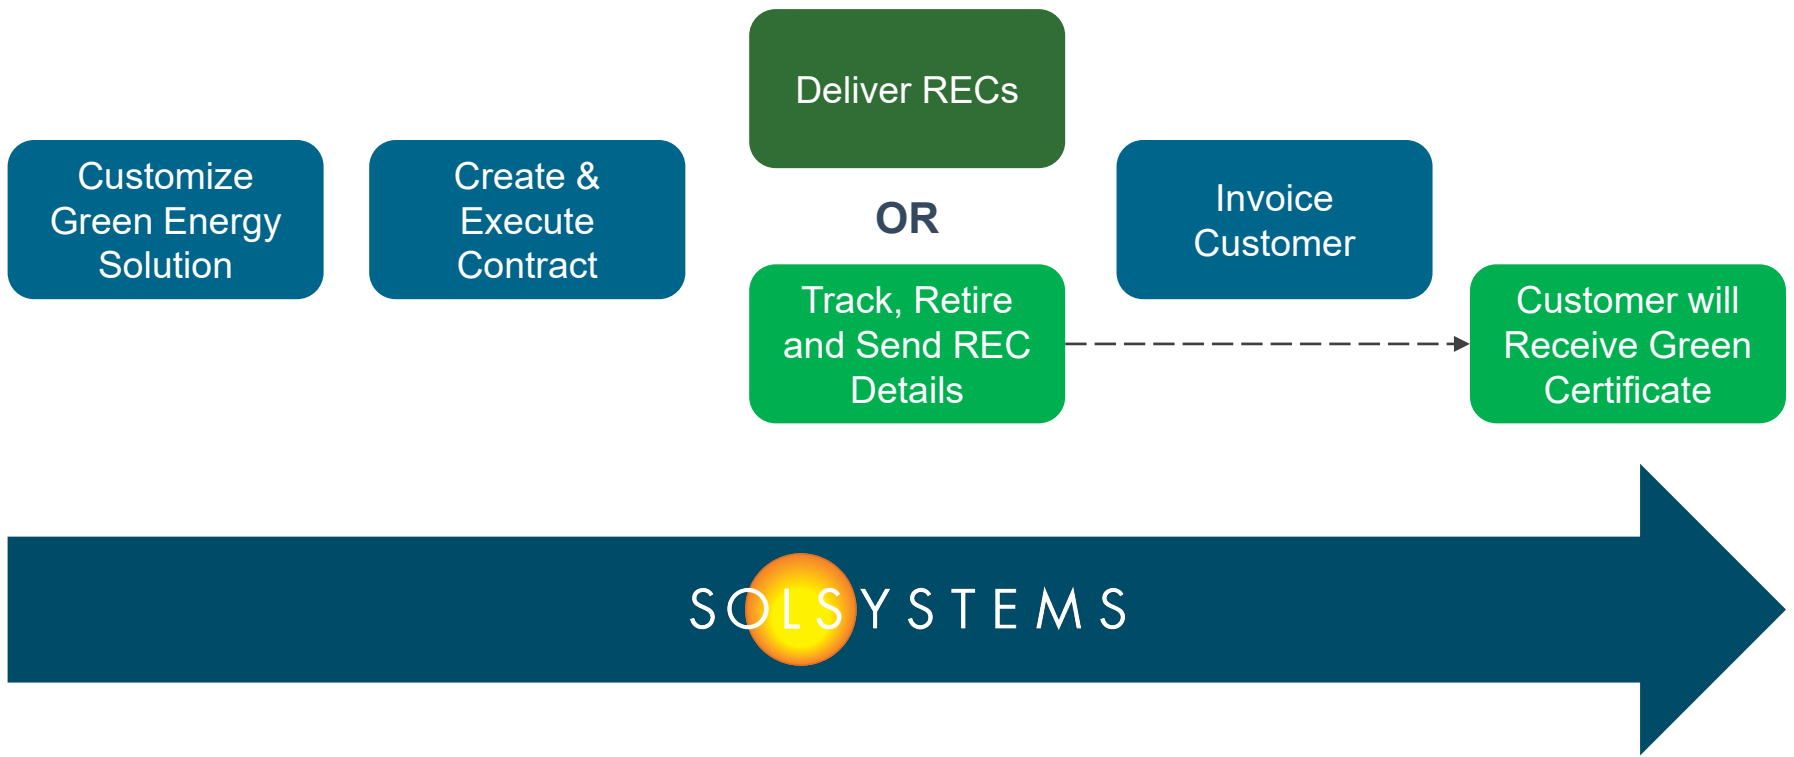 Customize
Green Energy
Solution
Create &
Execute
Contract
Deliver RECs
OR
Track, Retire
and Send REC
Details
Invoice
Customer
Customer will
Receive Green
Certificate
SOLSYSTEMS